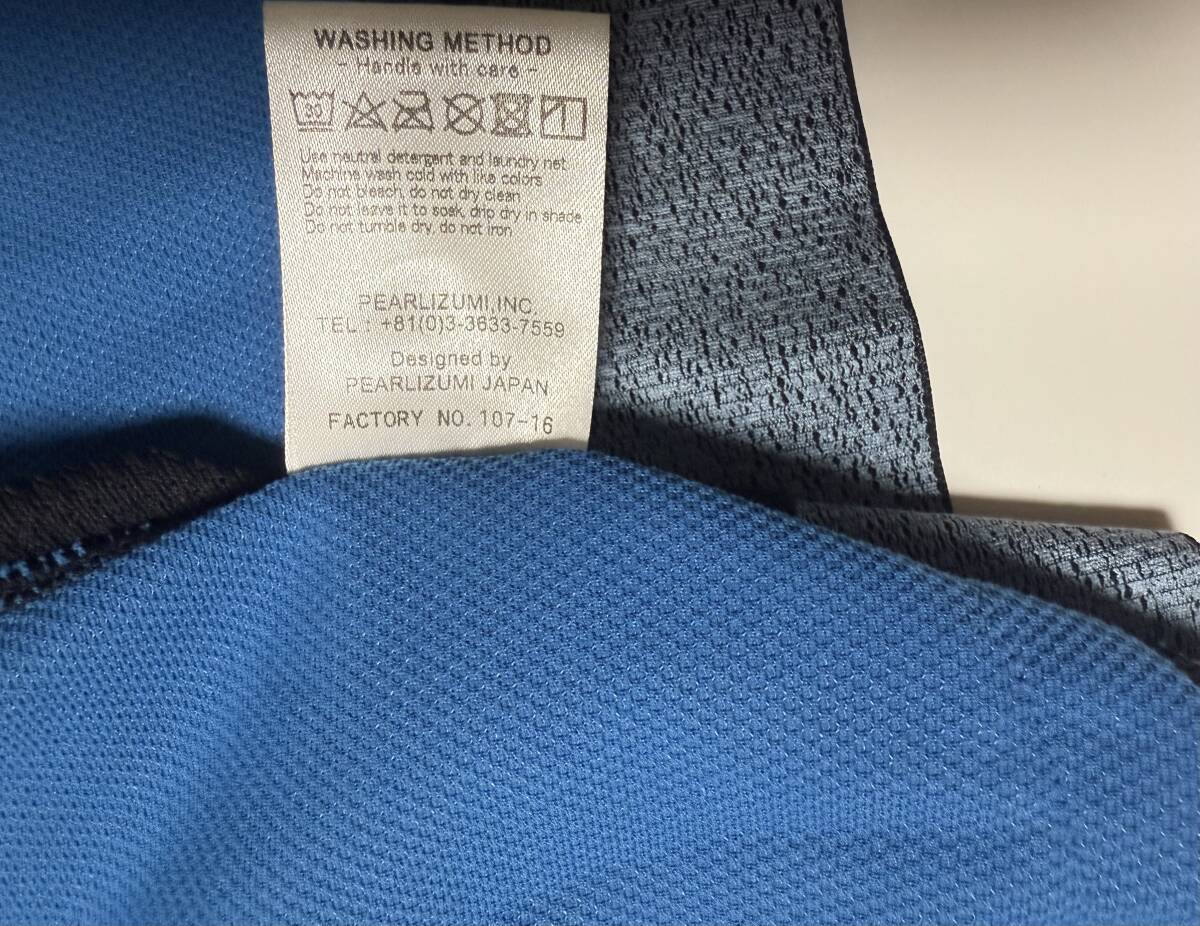 WASHING METHOD
- Handle with care -
30
Use neutral detergent and laundry net
Machine wash cold with like colors
Do not bleach, do not dry clean
Do not leave it to soak, drip dry in shade
Do not tumble dry, do not iron
PEARLIZUMI,INC.
TEL : +81(0)3-3633-7559
Designed by
PEARLIZUMI JAPAN
FACTORY NO. 107-16